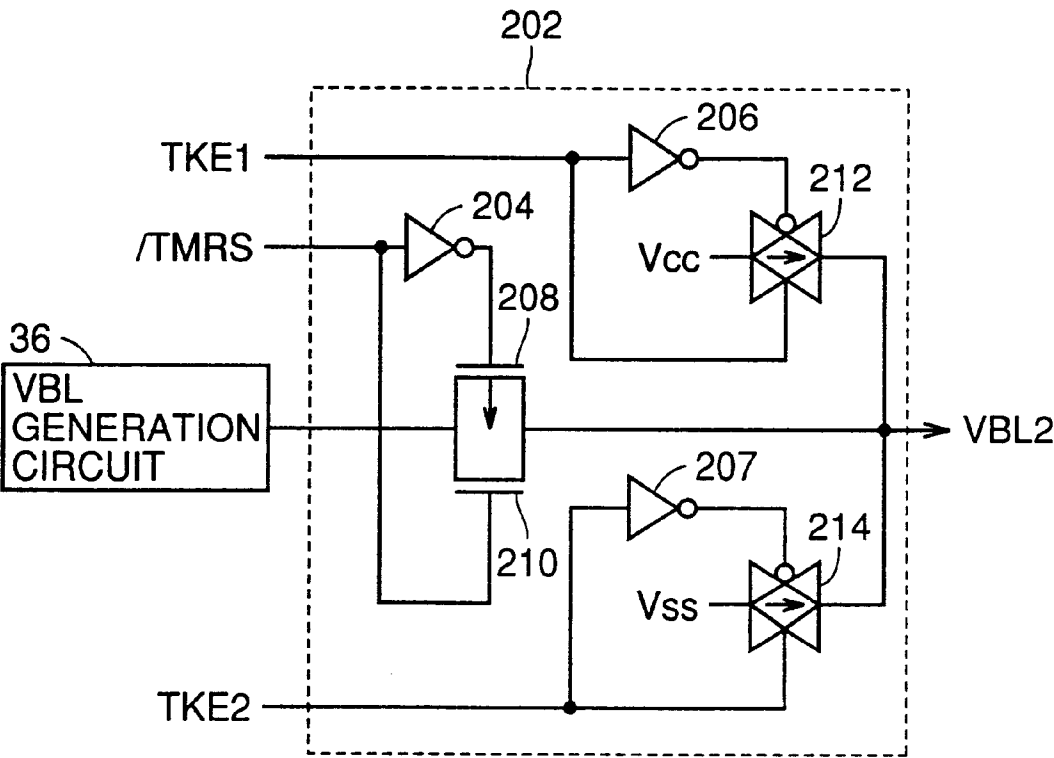 202
TKE1
206
212
/TMRS
204
Vcc
208
36
VBL
GENERATION
CIRCUIT
VBL2
207
214
210
Vss
TKE2